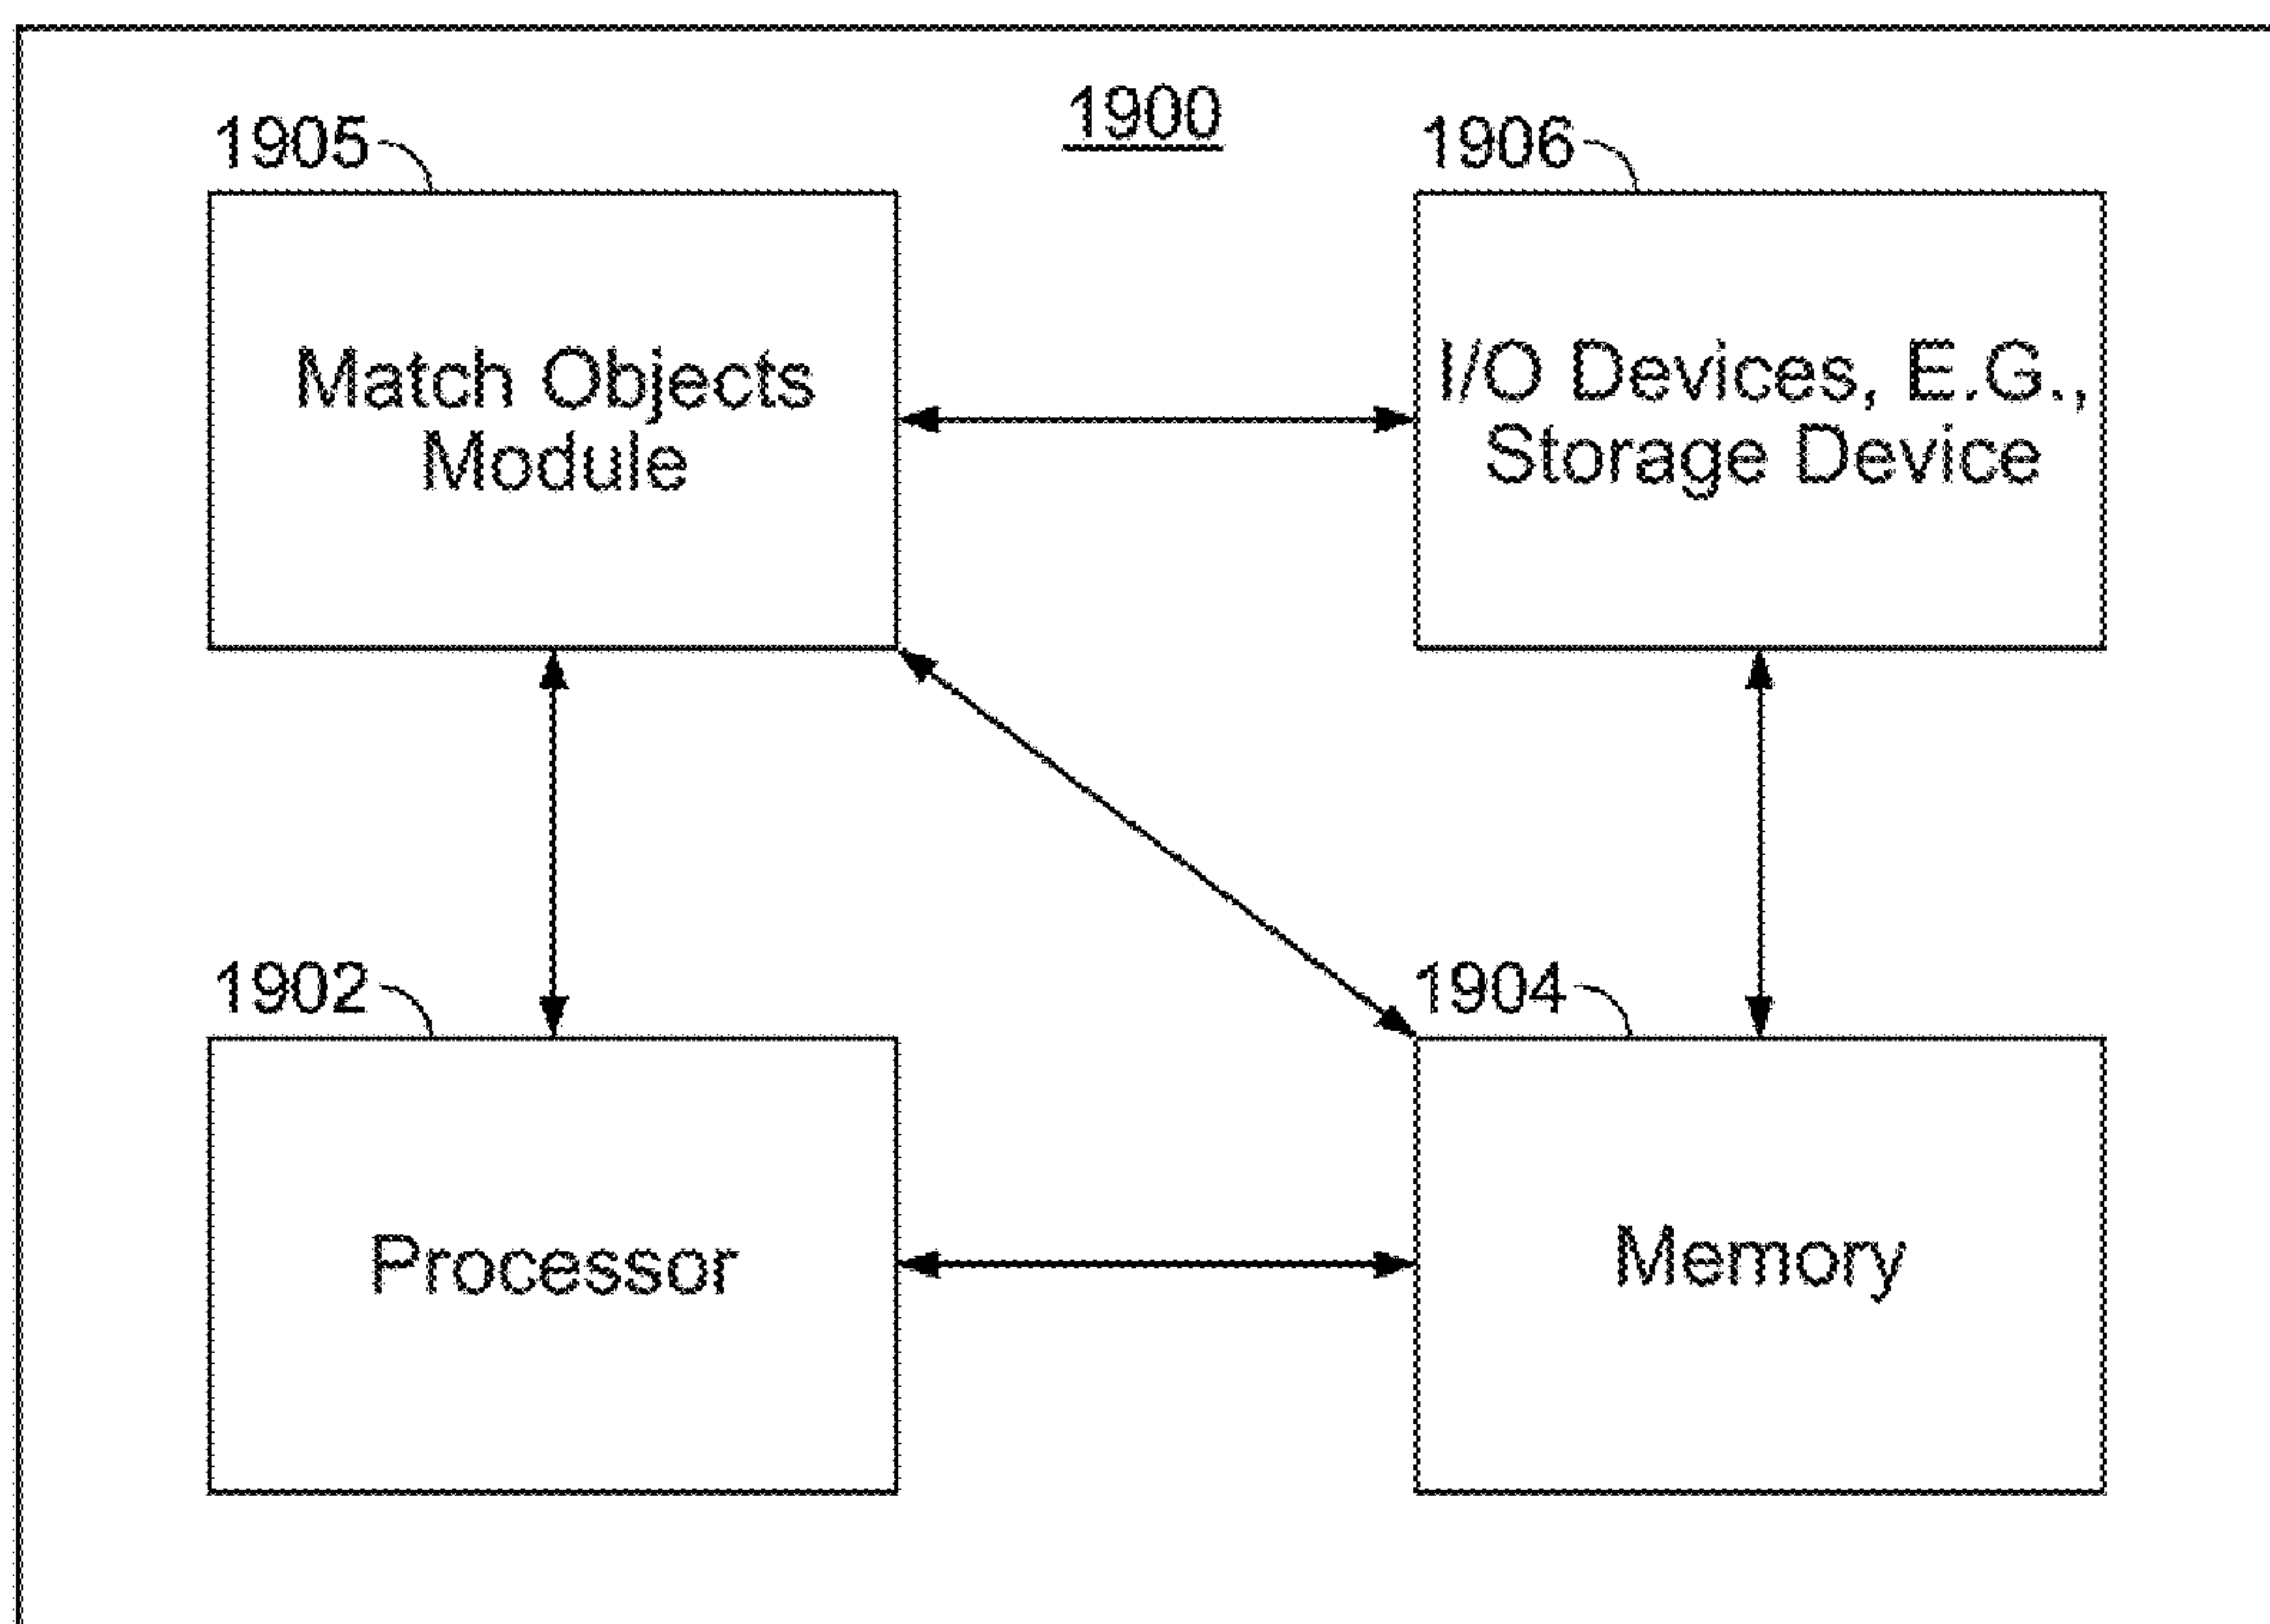 1900
1905
Match Objects
Module
1906
I/O Devices, E.G.,
Storage Device
1902
Processor
1904
Memory